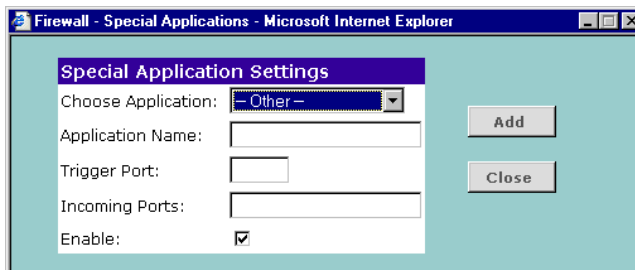 Firewall - Special Applications - Microsoft Internet Explorer
Special Application Settings
Choose Application: -- Other --
Application Name:
Add
Trigger Port:
Close
Incoming Ports:
Enable: